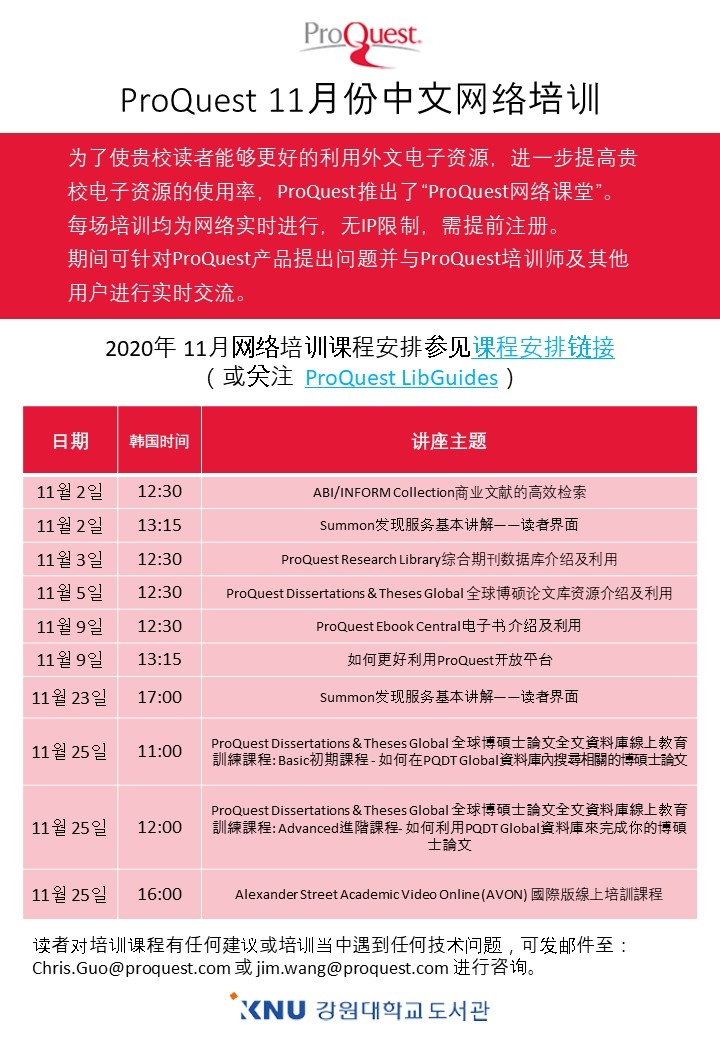 ProQuest
ProQuest 11月份中文网络培训
为了使贵校读者能够更好的利用外文电子资源，进一步提高贵
校电子资源的使用率，ProQuest推出了“ProQuest网络课堂”。
每场培训均为网络实时进行，无IP限制，需提前注册。
期间可针对ProQuest产品提出问题并与ProQuest培训师及其他
用户进行实时交流。
2020年 11月网络培训课程安排参见课程安排链接
（或关注 ProQuest LibGuides）
日期 韩国时间 讲座主题
11월 2일 12:30 ABI/INFORM Collection商业文献的高效检索
11월 2일 13:15 Summon发现服务基本讲解——读者界面
11월 3일 12:30 ProQuest Research Library综合期刊数据库介绍及利用
11월 5일 12:30 ProQuest Dissertations & Theses Global 全球博硕论文库资源介绍及利用
11월 9일 12:30 ProQuest Ebook Central电子书 介绍及利用
11월 9일 13:15 如何更好利用ProQuest开放平台
11월 23일 17:00 Summon发现服务基本讲解——读者界面
11월 25일 11:00 ProQuest Dissertations & Theses Global 全球博碩士論文全文資料庫線上教育
訓練課程: Basic初期課程 - 如何在PQDT Global資料庫內搜尋相關的博碩士論文
11월 25일 12:00 ProQuest Dissertations & Theses Global 全球博碩士論文全文資料庫線上教育
訓練課程: Advanced進階課程- 如何利用PQDT Global資料庫來完成你的博碩
士論文
11월 25일 16:00 Alexander Street Academic Video Online (AVON) 國際版線上培訓課程
读者对培训课程有任何建议或培训当中遇到任何技术问题，可发邮件至：
Chris.Guo@proquest.com 或 jim.wang@proquest.com 进行咨询。
KNU 강원대학교 도서관